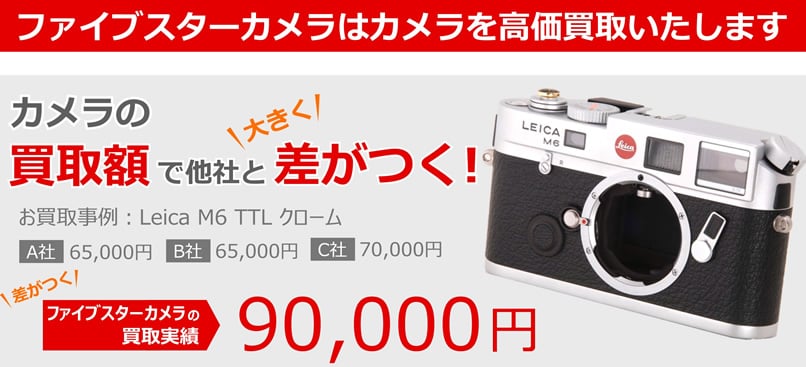 ファイブスターカメラはカメラを高価買取いたします
カメラの
大きく
買取額で他社と差がつく!
お買取事例：Leica M6 TTL クローム
A社 65,000円 B社 65,000円 C社 70,000円
差がつく
ファイブスターカメラの
買取実績
90,000円
LEICA
M6
Leica